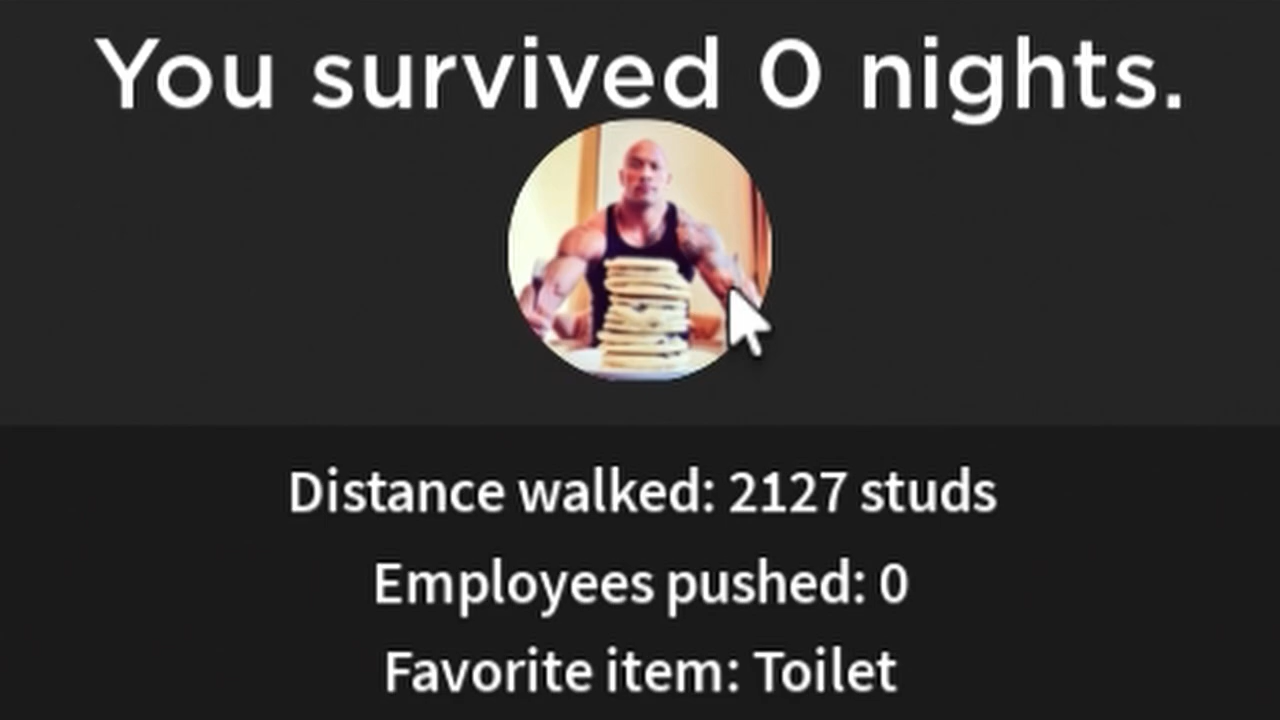 You survived 0 nights.
Distance walked: 2127 studs
Employees pushed: 0
Favorite item: Toilet